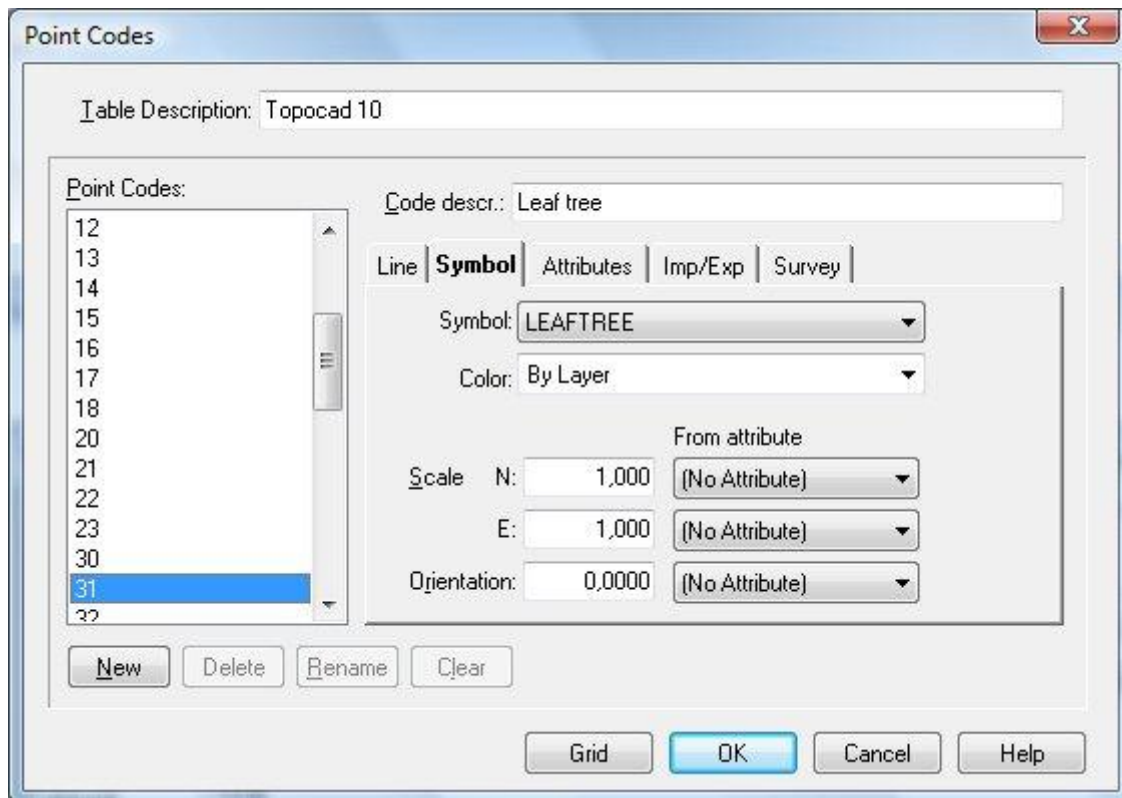 Point Codes
Table Description: Topocad 10
Point Codes:
12
13
14
15
16
17
18
20
21
22
23
30
31
32
Code descr.: Leaf tree
Line Symbol Attributes Imp/Exp Survey
Symbol: LEAFTREE
Color: By Layer
From attribute
Scale N: 1,000 (No Attribute)
E: 1,000 (No Attribute)
Orientation: 0,0000 (No Attribute)
New Delete Rename Clear
Grid OK Cancel Help